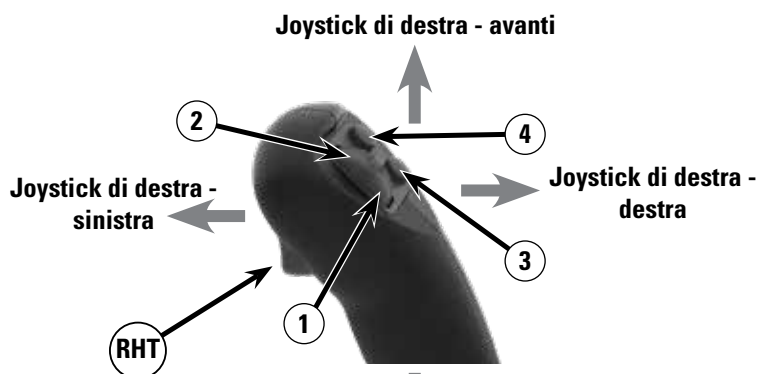 Joystick di destra - avanti
2
4
Joystick di destra -
sinistra
Joystick di destra -
destra
3
1
RHT